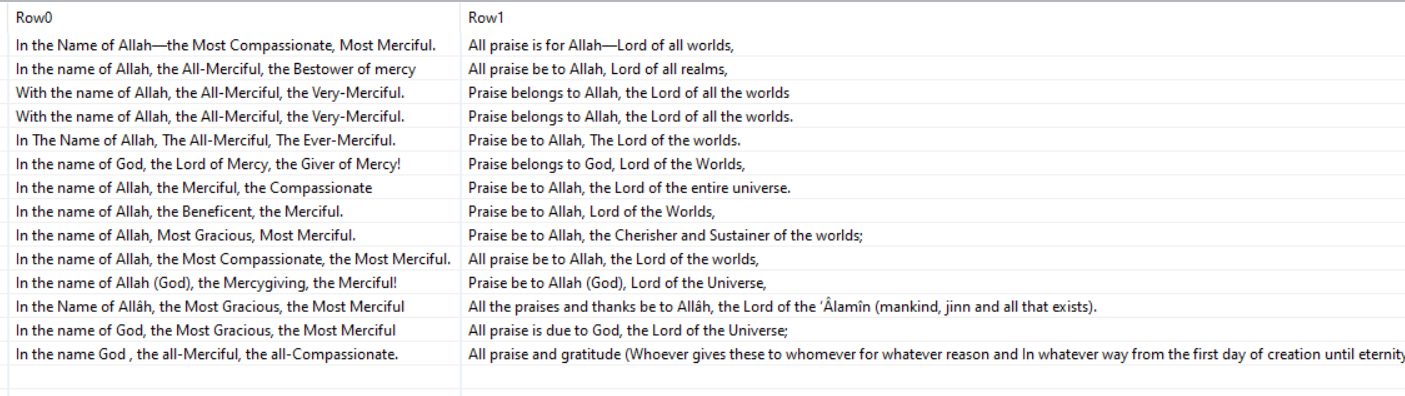 Row0 Row1
In the Name of Allah—the Most Compassionate, Most Merciful. All praise is for Allah—Lord of all worlds,
In the name of Allah, the All-Merciful, the Bestower of mercy All praise be to Allah, Lord of all realms,
With the name of Allah, the All-Merciful, the Very-Merciful. Praise belongs to Allah, the Lord of all the worlds
With the name of Allah, the All-Merciful, the Very-Merciful. Praise belongs to Allah, the Lord of all the worlds.
In The Name of Allah, The All-Merciful, The Ever-Merciful. Praise be to Allah, The Lord of the worlds.
In the name of God, the Lord of Mercy, the Giver of Mercy! Praise belongs to God, Lord of the Worlds,
In the name of Allah, the Merciful, the Compassionate Praise be to Allah, the Lord of the entire universe.
In the name of Allah, the Beneficent, the Merciful. Praise be to Allah, Lord of the Worlds,
In the name of Allah, Most Gracious, Most Merciful. Praise be to Allah, the Cherisher and Sustainer of the worlds;
In the name of Allah, the Most Compassionate, the Most Merciful. All praise be to Allah, the Lord of the worlds,
In the name of Allah (God), the Mercygiving, the Merciful! Praise be to Allah (God), Lord of the Universe,
In the Name of Allâh, the Most Gracious, the Most Merciful All the praises and thanks be to Allâh, the Lord of the ‘Âlamîn (mankind, jinn and all that exists).
In the name of God, the Most Gracious, the Most Merciful All praise is due to God, the Lord of the Universe;
In the name God , the all-Merciful, the all-Compassionate. All praise and gratitude (Whoever gives these to whomever for whatever reason and In whatever way from the first day of creation until eternity